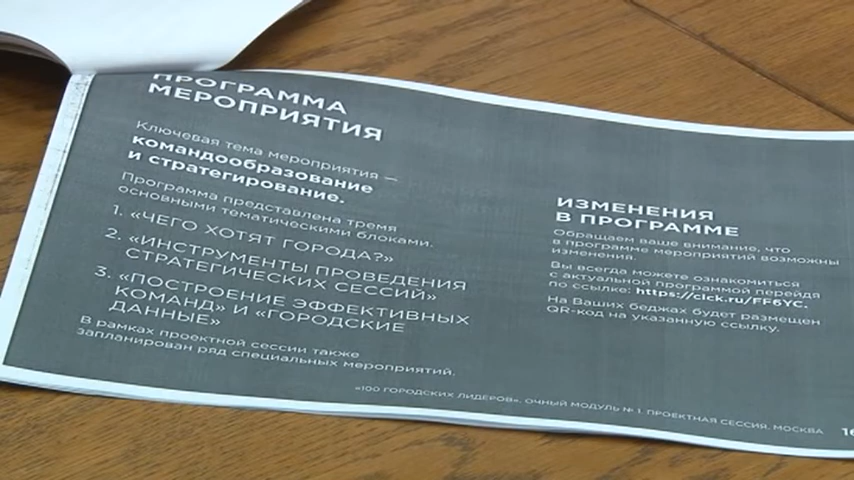 ПРОГРАММА
МЕРОПРИЯТИЯ
Ключевая тема мероприятия —
командообразование
и стратегирование.
Программа представлена тремя
основными тематическими блоками.
1. «ЧЕГО ХОТЯТ ГОРОДА?»
2. «ИНСТРУМЕНТЫ ПРОВЕДЕНИЯ
СТРАТЕГИЧЕСКИХ СЕССИЙ»
3. «ПОСТРОЕНИЕ ЭФФЕКТИВНЫХ
КОМАНД» И «ГОРОДСКИЕ
ДАННЫЕ»
В рамках проектной сессии также
запланирован ряд специальных мероприятий.
ИЗМЕНЕНИЯ
В ПРОГРАММЕ
Обращаем ваше внимание, что
в программе мероприятий возможны
изменения.
Вы всегда можете ознакомиться
с актуальной программой перейдя
по ссылке: https://clck.ru/FF6YC.
На Ваших беджах будет размещен
QR-код на указанную ссылку.
«100 ГОРОДСКИХ ЛИДЕРОВ». ОЧНЫЙ МОДУЛЬ № 1. ПРОЕКТНАЯ СЕССИЯ. МОСКВА